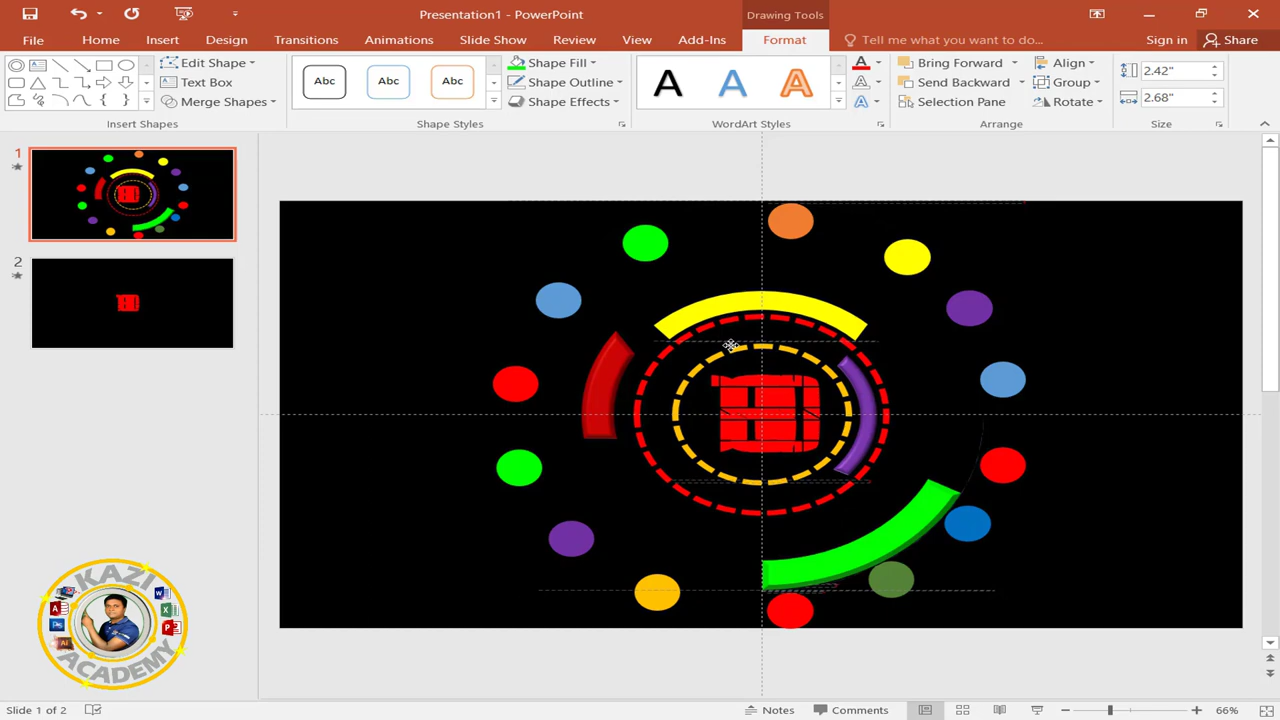 Presentation1 - PowerPoint
Drawing Tools
File Home Insert Design Transitions Animations Slide Show Review View Add-Ins Format Tell me what you want to do... Sign in Share
Edit Shape
Text Box
Merge Shapes
Insert Shapes
Abc Abc Abc
Shape Fill
Shape Outline
Shape Effects
Shape Styles
A A A
WordArt Styles
Bring Forward
Send Backward
Selection Pane
Align
Group
Rotate
Arrange
2.42"
2.68"
Size
1
2
KAZI
ACADEMY
Slide 1 of 2
Notes
Comments
66%